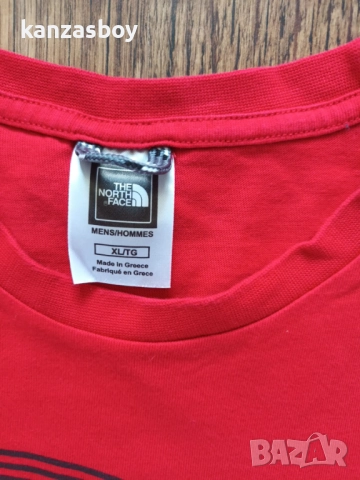 kanzasboy
THE
NORTH
FACE
MENS/HOMMES
XL/TG
Made in Greece
Fabriqué en Grece
BAZAR